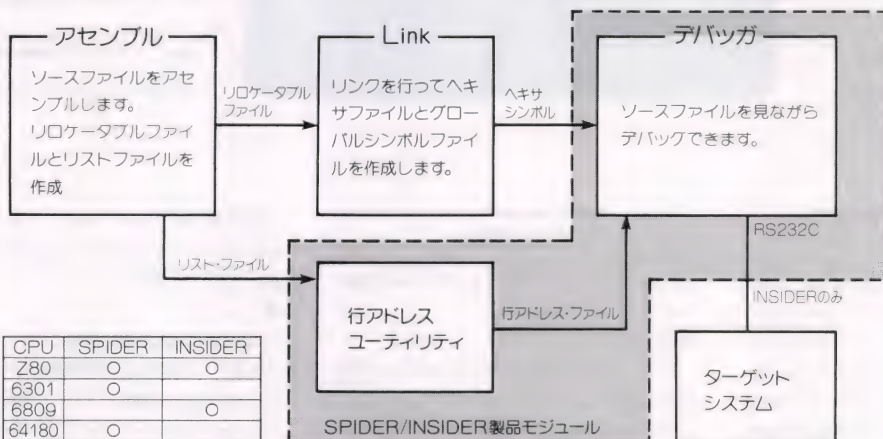 アセンブル
ソースファイルをアセ
ンブルします。
リロケータブルファイ
ルとリストファイルを
作成
リロケータブル
ファイル
Link
リンクを行ってヘキ
サファイルとグロー
バルシンボルファイ
ルを作成します。
ヘキサ
シンボル
デバッガ
ソースファイルを見ながら
デバッグできます。
RS232C
リスト・ファイル
行アドレス
ユーティリティ
行アドレス・ファイル
INSIDERのみ
ターゲット
システム
SPIDER/INSIDER製品モジュール
CPU SPIDER INSIDER
Z80 ○ ○
6301 ○
6809 ○
64180 ○